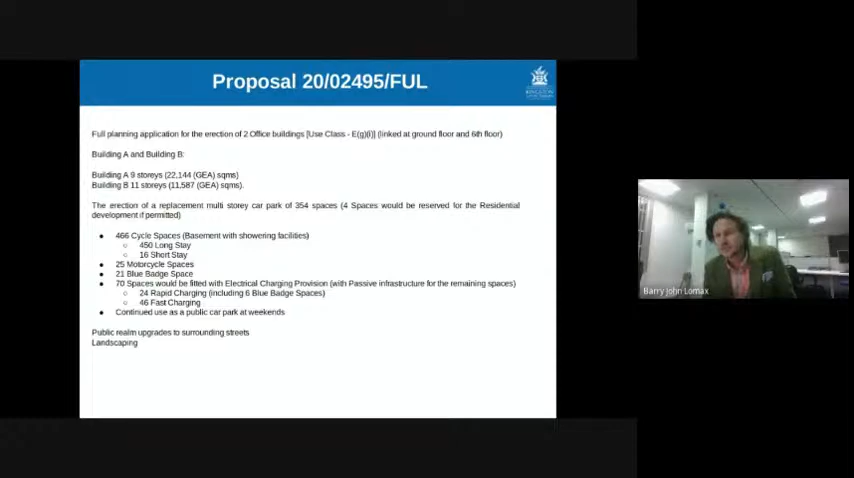 Proposal 20/02495/FUL
KINGSTON
Full planning application for the erection of 2 Office buildings [Use Class - E(g)(i)] (linked at ground floor and 6th floor)
Building A and Building B:
Building A 9 storeys (22,144 (GEA) sqms)
Building B 11 storeys (11,587 (GEA) sqms).
The erection of a replacement multi storey car park of 354 spaces (4 Spaces would be reserved for the Residential
development if permitted)
● 466 Cycle Spaces (Basement with showering facilities)
○ 450 Long Stay
○ 16 Short Stay
● 25 Motorcycle Spaces
● 21 Blue Badge Space
● 70 Spaces would be fitted with Electrical Charging Provision (with Passive infrastructure for the remaining spaces)
○ 24 Rapid Charging (including 6 Blue Badge Spaces)
○ 46 Fast Charging
● Continued use as a public car park at weekends
Public realm upgrades to surrounding streets
Landscaping
Barry John Lomax